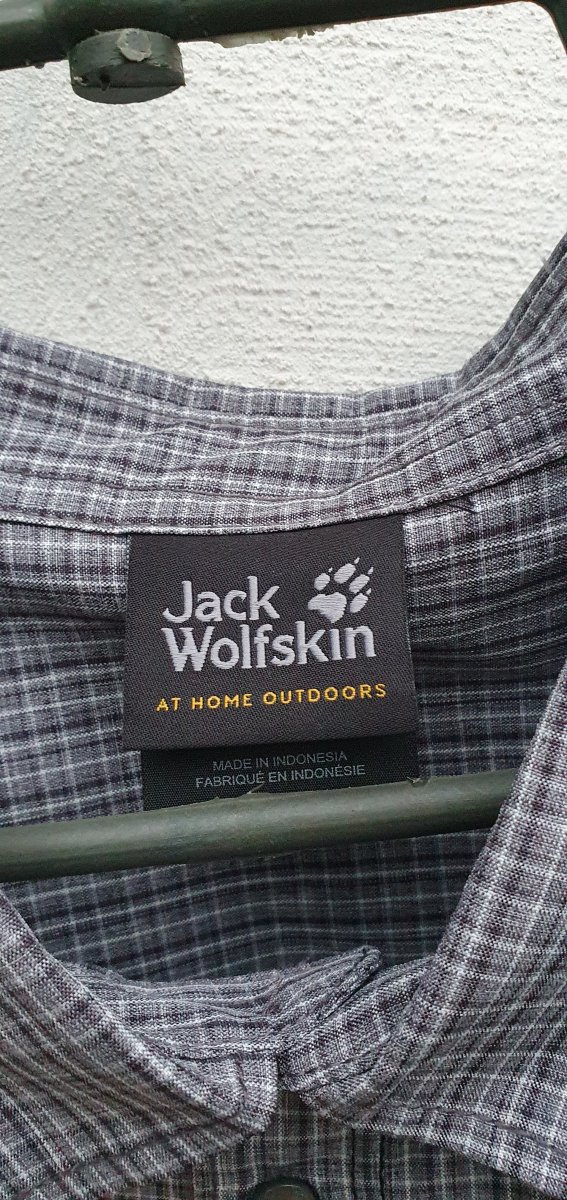 Jack
Wolfskin
AT HOME OUTDOORS
MADE IN INDONESIA
FABRIQUÉ EN INDONÉSIE